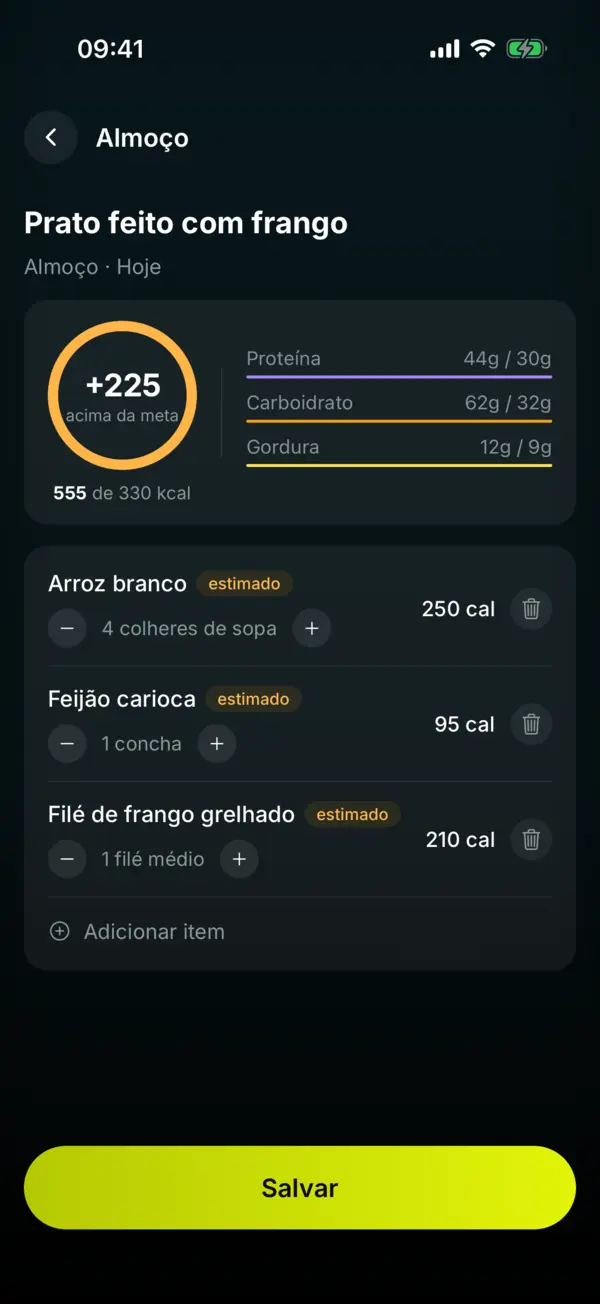 09:41
Almoço
Prato feito com frango
Almoço · Hoje
+225
acima da meta
555 de 330 kcal
Proteína 44g / 30g
Carboidrato 62g / 32g
Gordura 12g / 9g
Arroz branco estimado
− 4 colheres de sopa +
250 cal
Feijão carioca estimado
− 1 concha +
95 cal
Filé de frango grelhado estimado
− 1 filé médio +
210 cal
Adicionar item
Salvar